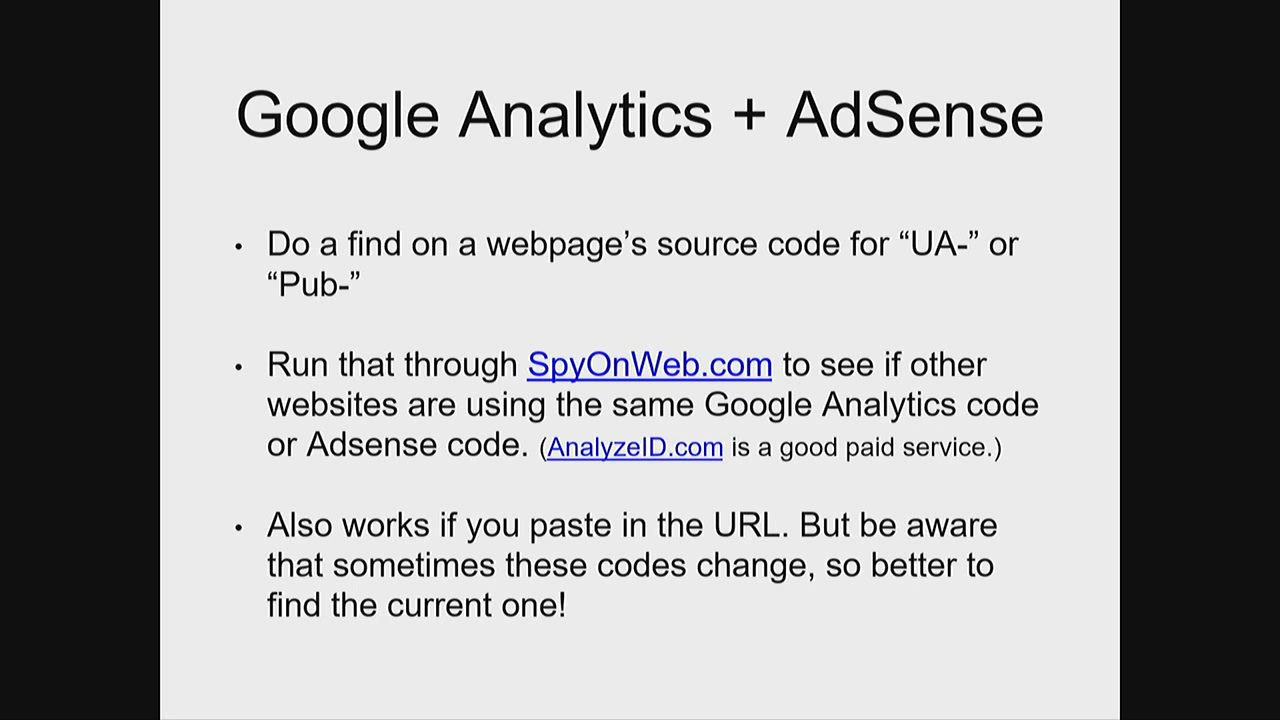 Google Analytics + AdSense
• Do a find on a webpage’s source code for “UA-” or
“Pub-”
• Run that through SpyOnWeb.com to see if other
websites are using the same Google Analytics code
or Adsense code. (AnalyzeID.com is a good paid service.)
• Also works if you paste in the URL. But be aware
that sometimes these codes change, so better to
find the current one!